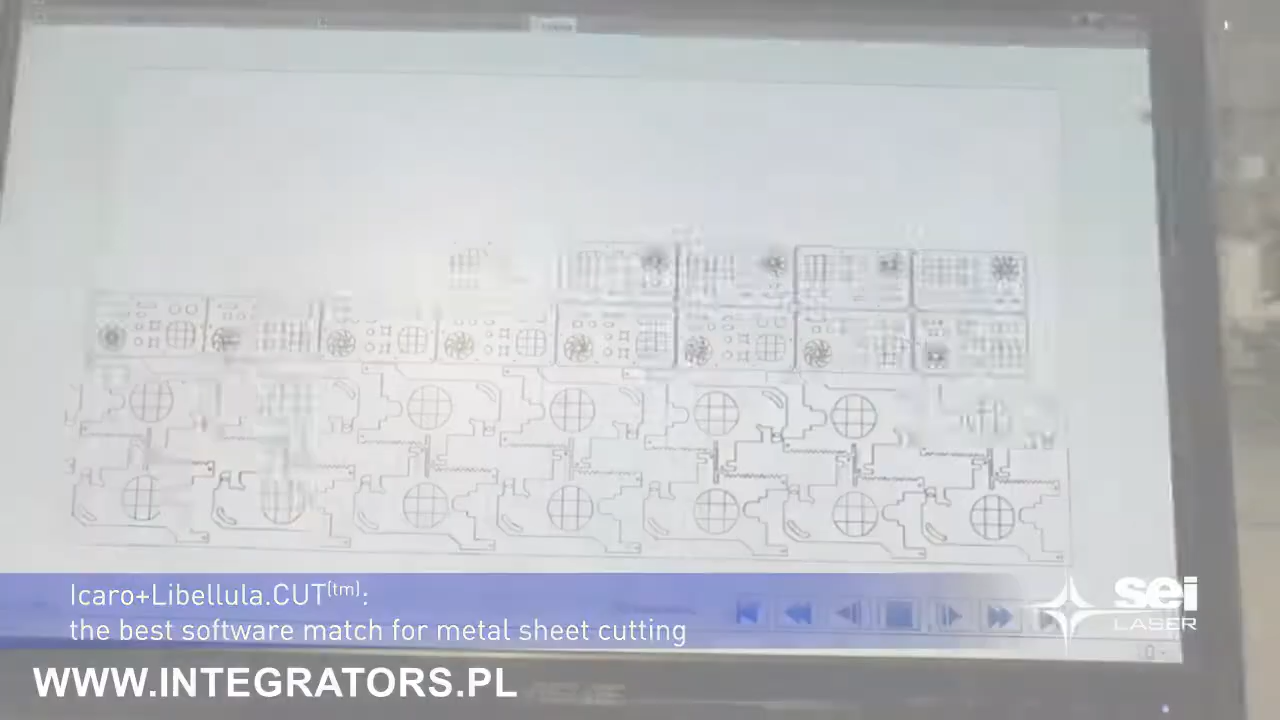 Icaro+Libellula.CUT(tm):
the best software match for metal sheet cutting
sei
LASER
WWW.INTEGRATORS.PL